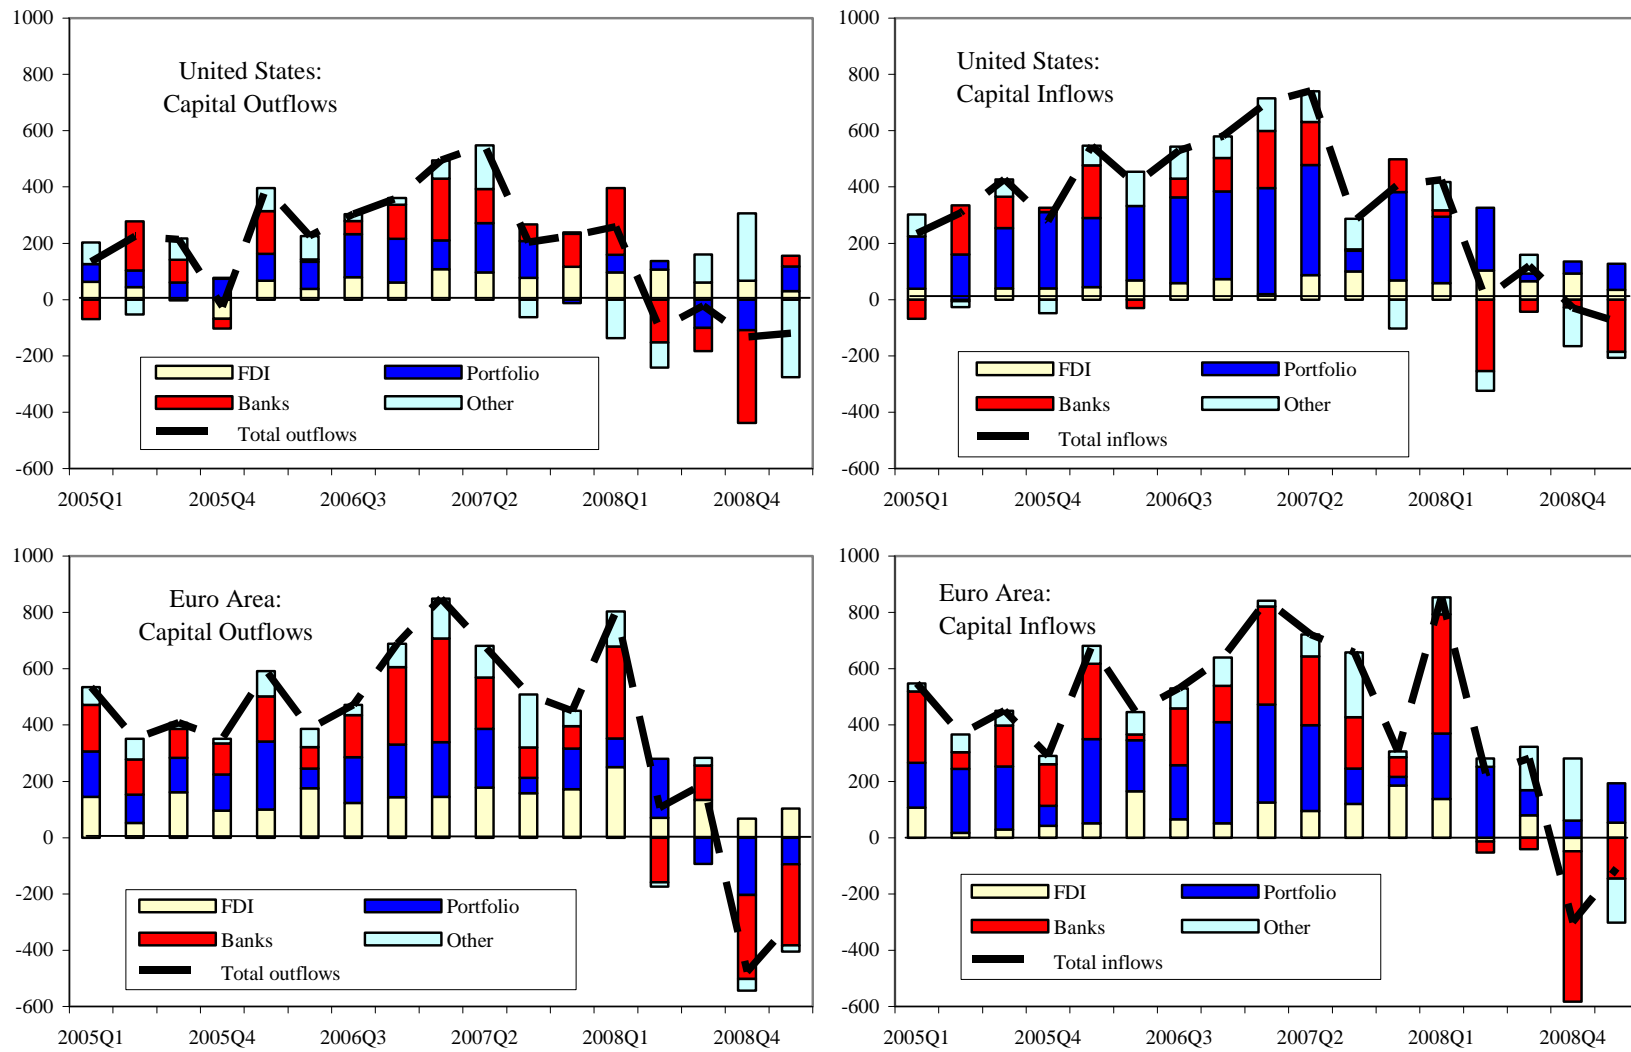 1000
800
600
400
200
0
-200
-400
-600
United States:
Capital Outflows
FDI Portfolio
Banks Other
Total outflows
2005Q1 2005Q4 2006Q3 2007Q2 2008Q1 2008Q4
1000
800
600
400
200
0
-200
-400
-600
United States:
Capital Inflows
FDI Portfolio
Banks Other
Total inflows
2005Q1 2005Q4 2006Q3 2007Q2 2008Q1 2008Q4
1000
800
600
400
200
0
-200
-400
-600
Euro Area:
Capital Outflows
FDI Portfolio
Banks Other
Total outflows
2005Q1 2005Q4 2006Q3 2007Q2 2008Q1 2008Q4
1000
800
600
400
200
0
-200
-400
-600
Euro Area:
Capital Inflows
FDI Portfolio
Banks Other
Total inflows
2005Q1 2005Q4 2006Q3 2007Q2 2008Q1 2008Q4